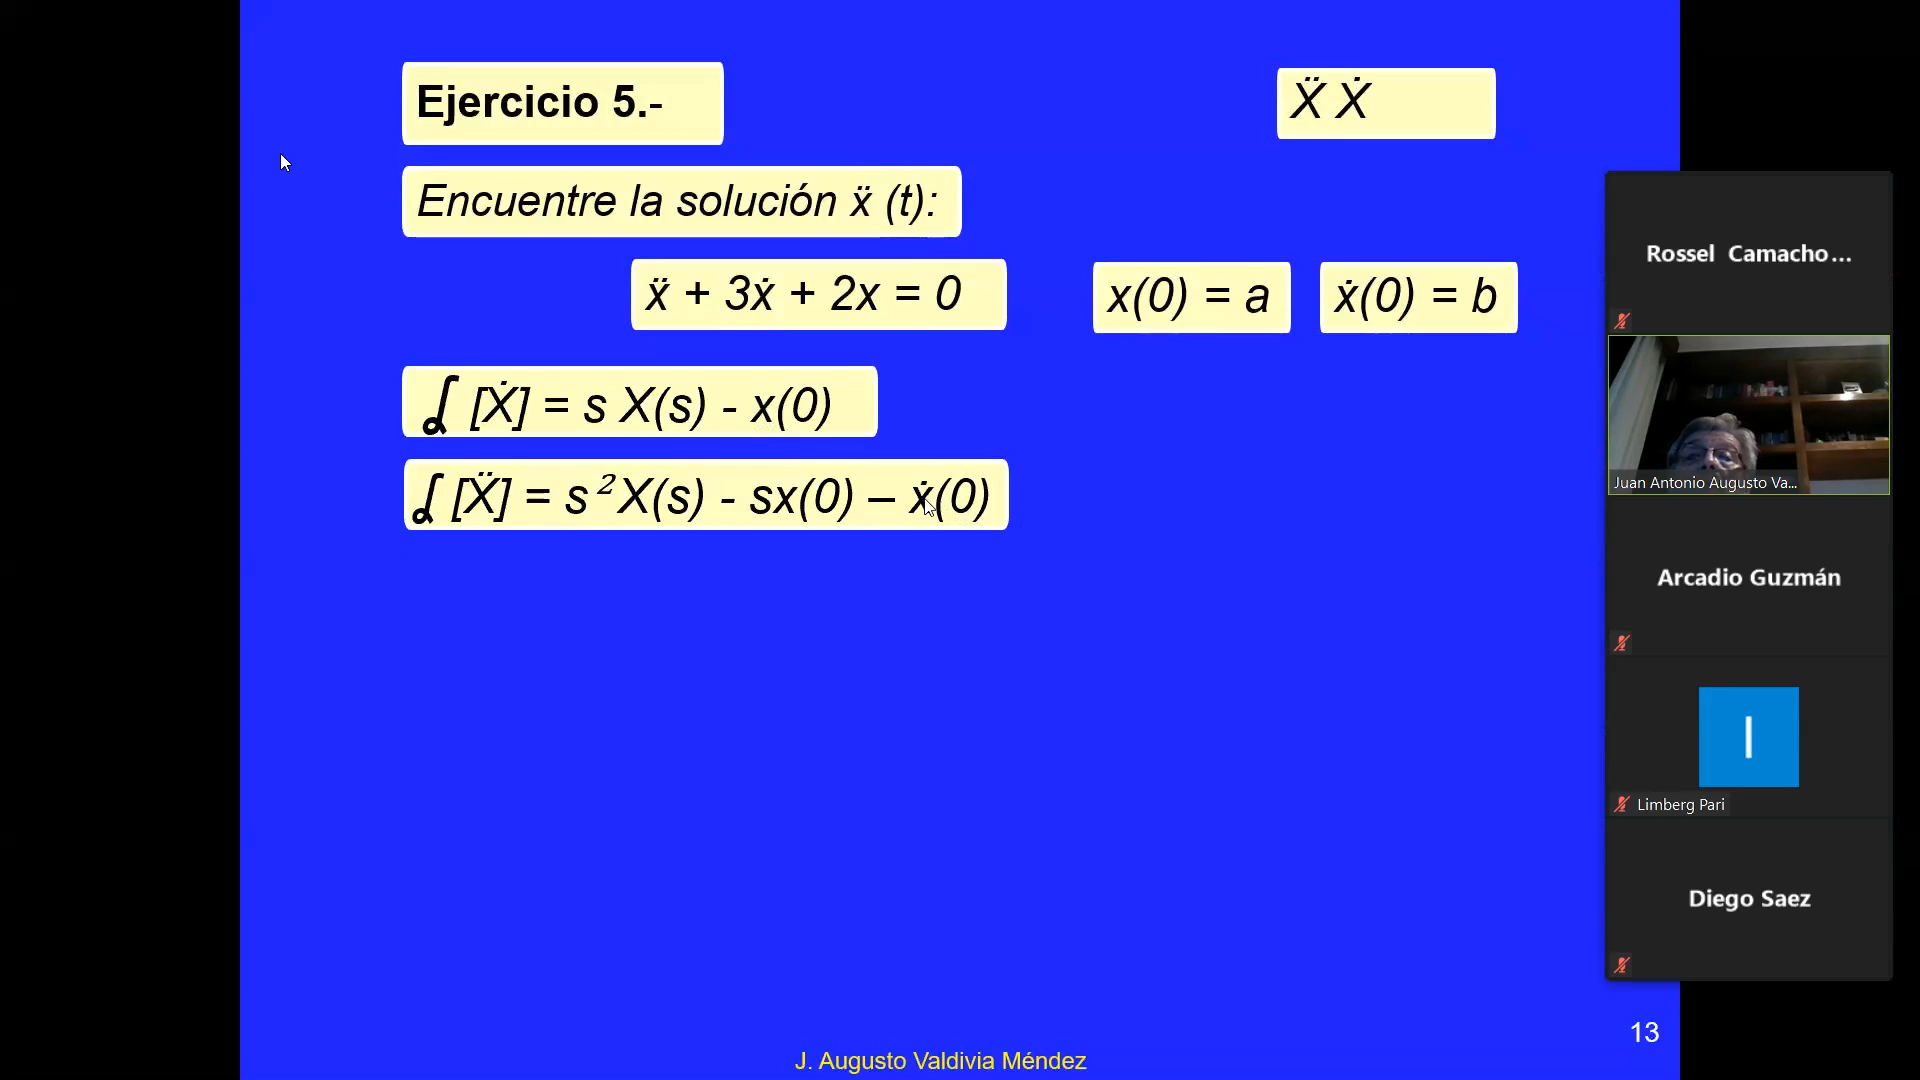 Ejercicio 5.-
Ẍ Ẋ
Encuentre la solución ẍ (t):
ẍ + 3ẋ + 2x = 0
x(0) = a
ẋ(0) = b
ℒ [Ẋ] = s X(s) - x(0)
ℒ [Ẍ] = s² X(s) - sx(0) – ẋ(0)
Rossel Camacho...
Juan Antonio Augusto Va...
Arcadio Guzmán
I
Limberg Pari
Diego Saez
13
J. Augusto Valdivia Méndez